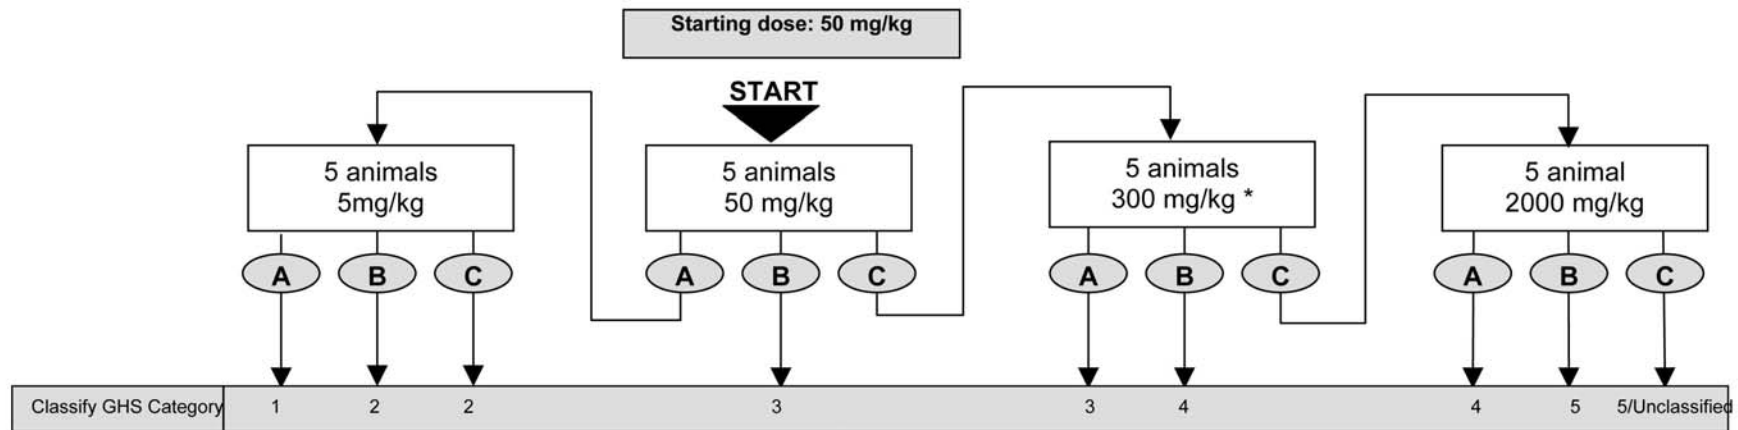 Starting dose: 50 mg/kg
START
5 animals
5mg/kg
5 animals
50 mg/kg
5 animals
300 mg/kg *
5 animal
2000 mg/kg
A B C A B C A B C A B C
Classify GHS Category 1 2 2 3 3 4 4 5 5/Unclassified